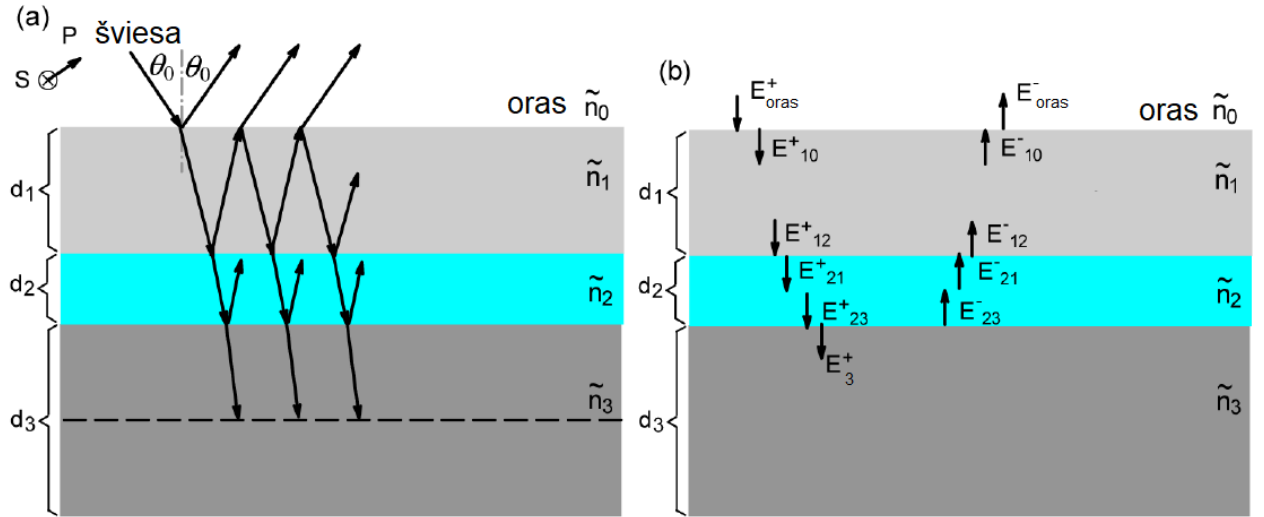 (a)
P šviesa
S
θ0 θ0
oras ñ0
d1
ñ1
d2
ñ2
d3
ñ3
(b)
E+oras
E-oras
oras ñ0
E+10
E-10
d1
ñ1
E+12
E-12
E+21
E-21
d2
ñ2
E+23
E-23
E+3
d3
ñ3